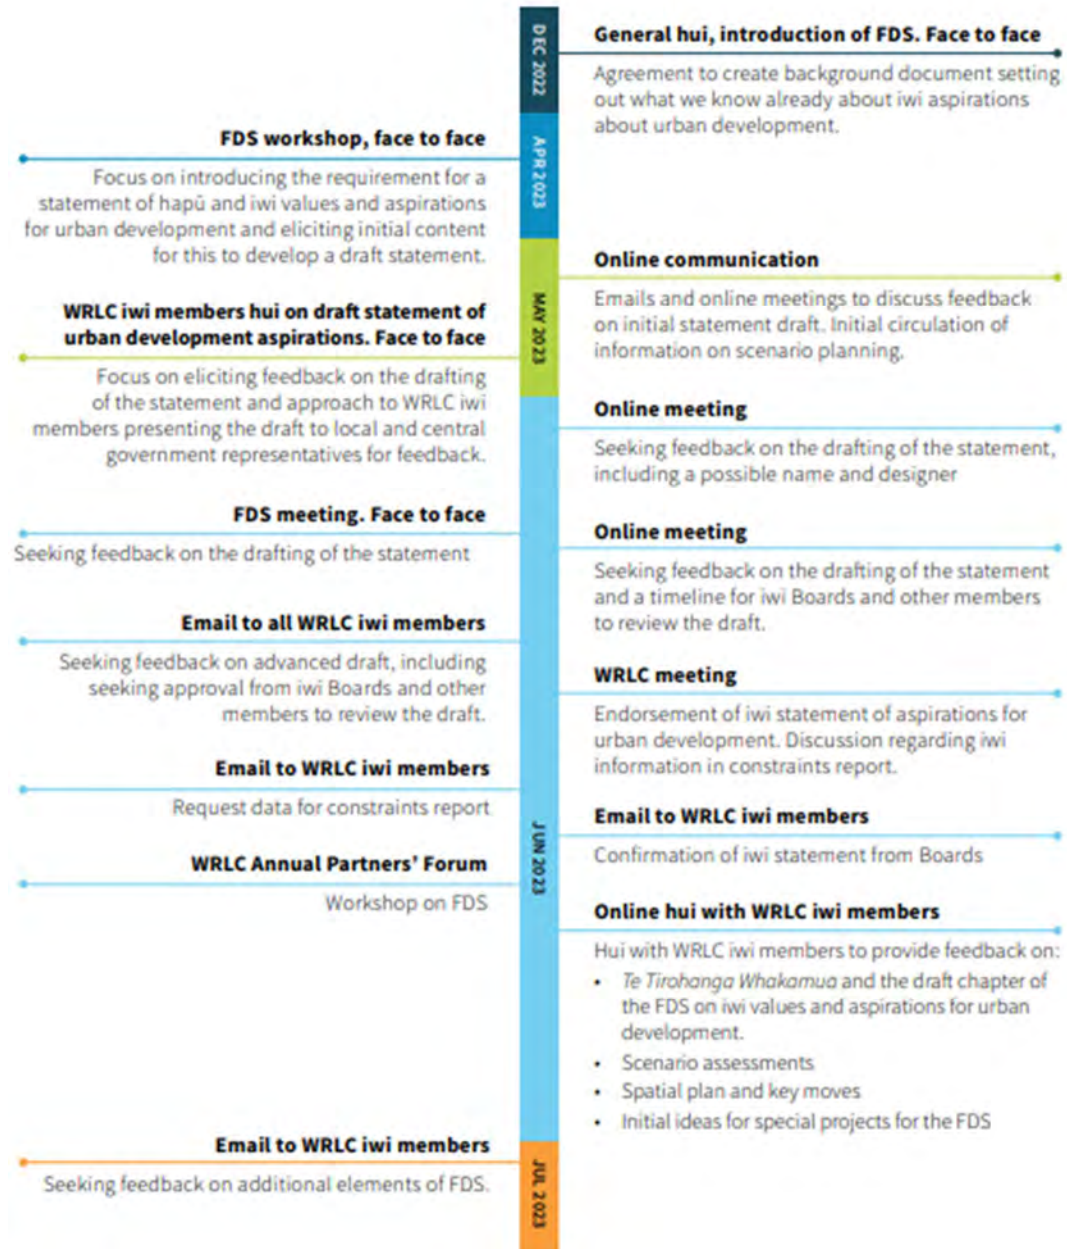 DEC 2022
General hui, introduction of FDS. Face to face
Agreement to create background document setting
out what we know already about iwi aspirations
about urban development.
APR 2023
FDS workshop, face to face
Focus on introducing the requirement for a
statement of hapū and iwi values and aspirations
for urban development and eliciting initial content
for this to develop a draft statement.
MAY 2023
Online communication
Emails and online meetings to discuss feedback
on initial statement draft. Initial circulation of
information on scenario planning.
WRLC iwi members hui on draft statement of
urban development aspirations. Face to face
Focus on eliciting feedback on the drafting
of the statement and approach to WRLC iwi
members presenting the draft to local and central
government representatives for feedback.
JUN 2023
Online meeting
Seeking feedback on the drafting of the statement,
including a possible name and designer
FDS meeting. Face to face
Seeking feedback on the drafting of the statement
Online meeting
Seeking feedback on the drafting of the statement
and a timeline for iwi Boards and other members
to review the draft.
Email to all WRLC iwi members
Seeking feedback on advanced draft, including
seeking approval from iwi Boards and other
members to review the draft.
WRLC meeting
Endorsement of iwi statement of aspirations for
urban development. Discussion regarding iwi
information in constraints report.
Email to WRLC iwi members
Request data for constraints report
Email to WRLC iwi members
Confirmation of iwi statement from Boards
WRLC Annual Partners' Forum
Workshop on FDS
Online hui with WRLC iwi members
Hui with WRLC iwi members to provide feedback on:
• Te Tirohanga Whakamua and the draft chapter of
the FDS on iwi values and aspirations for urban
development.
• Scenario assessments
• Spatial plan and key moves
• Initial ideas for special projects for the FDS
JUL 2023
Email to WRLC iwi members
Seeking feedback on additional elements of FDS.